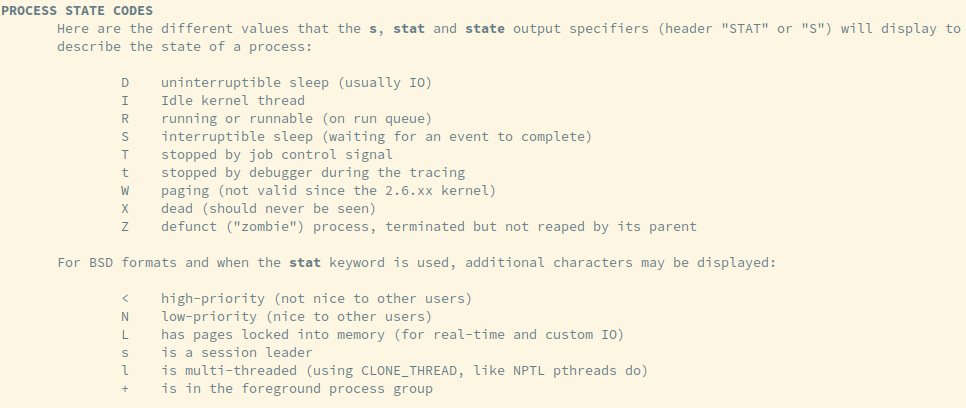 PROCESS STATE CODES
Here are the different values that the s, stat and state output specifiers (header "STAT" or "S") will display to
describe the state of a process:
D uninterruptible sleep (usually IO)
I Idle kernel thread
R running or runnable (on run queue)
S interruptible sleep (waiting for an event to complete)
T stopped by job control signal
t stopped by debugger during the tracing
W paging (not valid since the 2.6.xx kernel)
X dead (should never be seen)
Z defunct ("zombie") process, terminated but not reaped by its parent
For BSD formats and when the stat keyword is used, additional characters may be displayed:
< high-priority (not nice to other users)
N low-priority (nice to other users)
L has pages locked into memory (for real-time and custom IO)
s is a session leader
l is multi-threaded (using CLONE_THREAD, like NPTL pthreads do)
+ is in the foreground process group